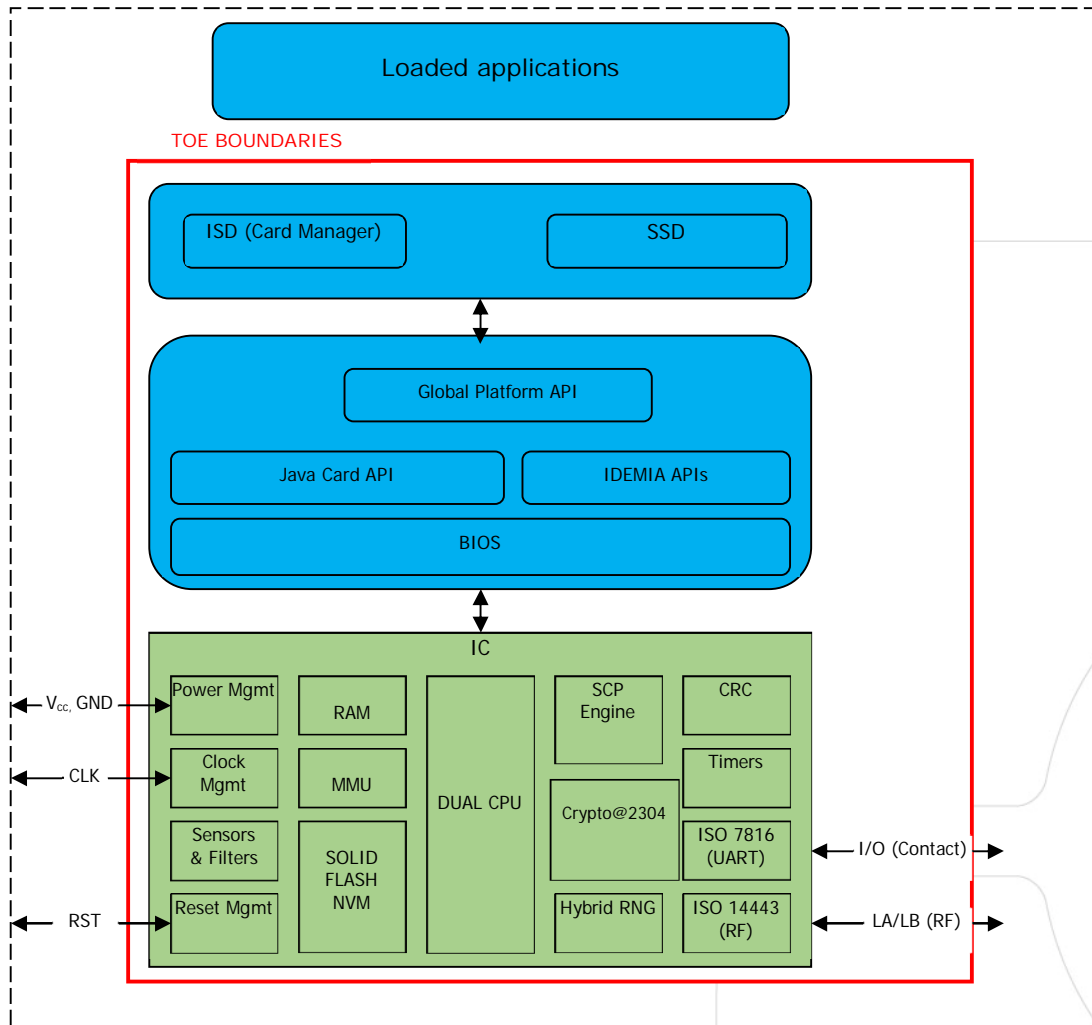 Loaded applications
TOE BOUNDARIES
ISD (Card Manager)
SSD
Global Platform API
Java Card API
IDEMIA APIs
BIOS
IC
Power Mgmt
RAM
DUAL CPU
SCP
Engine
CRC
Vcc, GND
Clock
Mgmt
MMU
Timers
CLK
Crypto@2304
Sensors
& Filters
SOLID
FLASH
NVM
ISO 7816
(UART)
I/O (Contact)
Reset Mgmt
Hybrid RNG
ISO 14443
(RF)
RST
LA/LB (RF)